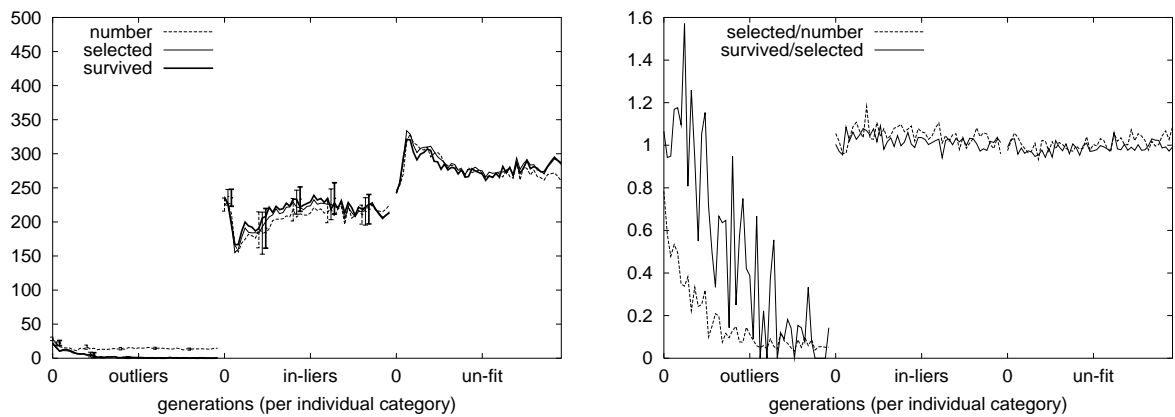 500
450
400
350
300
250
200
150
100
50
0
number
selected
survived
0 outliers 0 in-liers 0 un-fit
generations (per individual category)
1.6
1.4
1.2
1
0.8
0.6
0.4
0.2
0
selected/number
survived/selected
0 outliers 0 in-liers 0 un-fit
generations (per individual category)